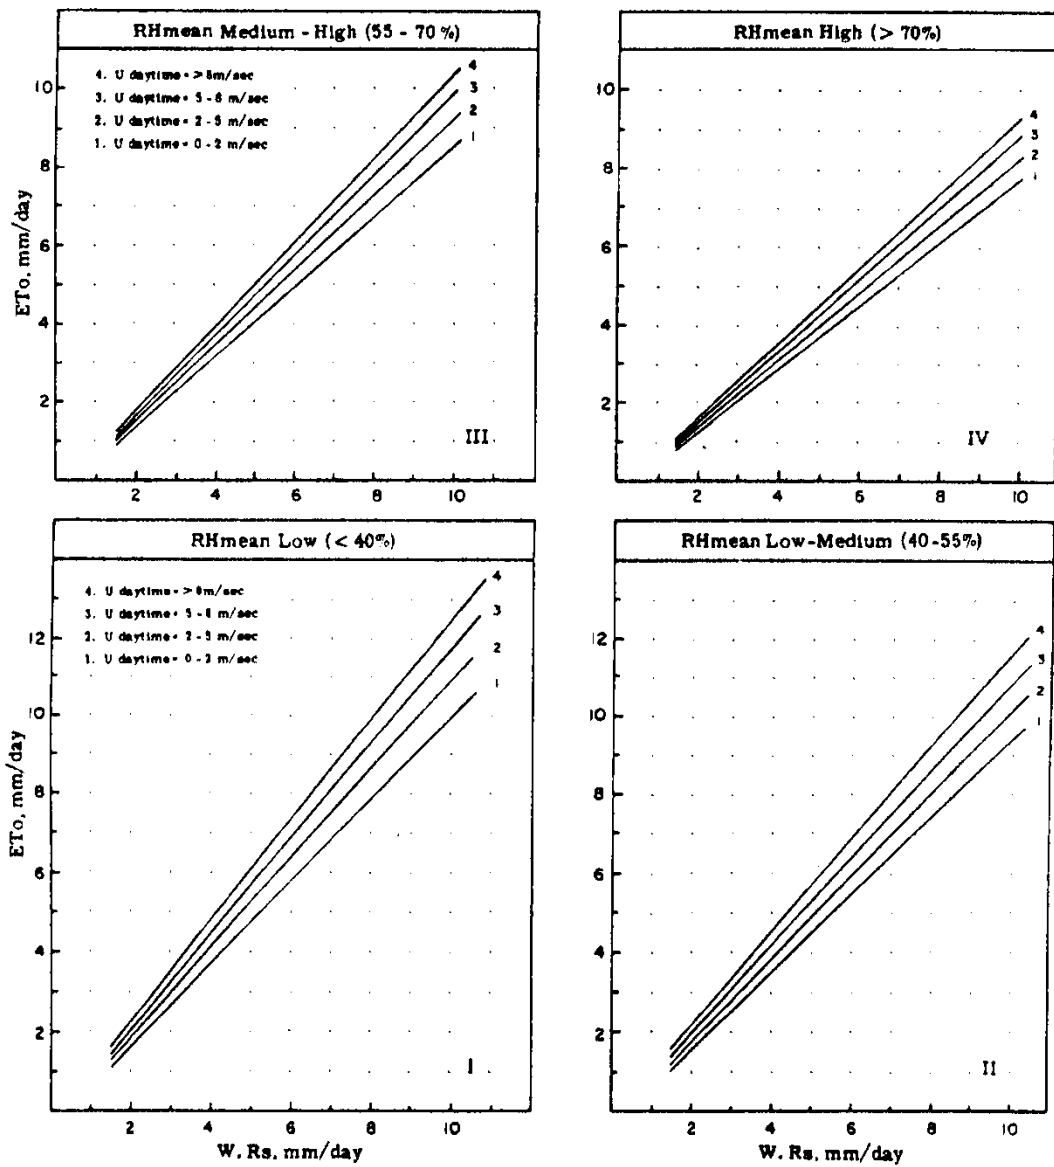 RHmean Medium - High (55 - 70%)
4. U daytime = >8m/sec
3. U daytime = 5-8 m/sec
2. U daytime = 2-5 m/sec
1. U daytime = 0-2 m/sec
ETo, mm/day
10
8
6
4
2
4
3
2
1
III
2 4 6 8 10
RHmean High (> 70%)
10
8
6
4
2
4
3
2
1
IV
2 4 6 8 10
RHmean Low (< 40%)
4. U daytime = >8m/sec
3. U daytime = 5-8 m/sec
2. U daytime = 2-5 m/sec
1. U daytime = 0-2 m/sec
ETo, mm/day
12
10
8
6
4
2
4
3
2
1
I
2 4 6 8 10
W. Rs, mm/day
RHmean Low-Medium (40-55%)
12
10
8
6
4
2
4
3
2
1
II
2 4 6 8 10
W. Rs, mm/day